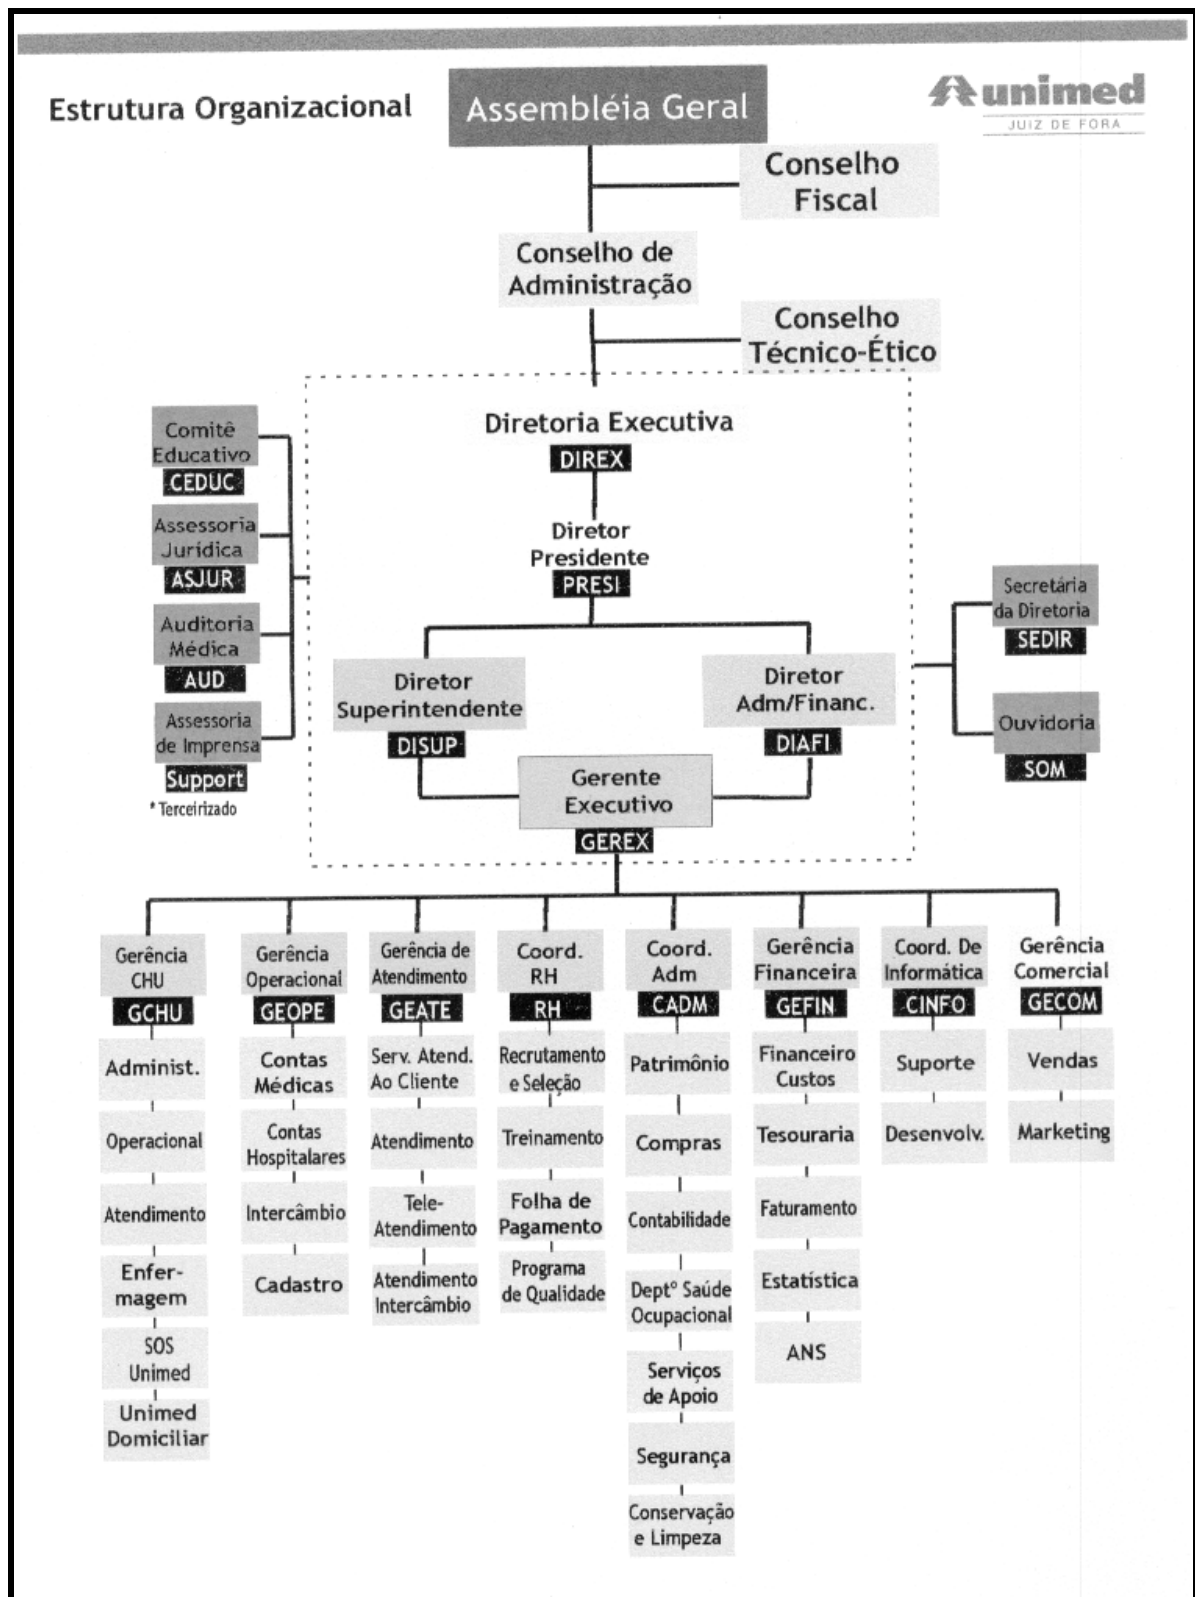 Estrutura Organizacional
Assembléia Geral
unimed
JUIZ DE FORA
Conselho
Fiscal
Conselho de
Administração
Conselho
Técnico-Ético
Diretoria Executiva
DIREX
Diretor
Presidente
PRESI
Diretor
Superintendente
DISUP
Diretor
Adm/Financ.
DIAFI
Gerente
Executivo
GEREX
Comitê
Educativo
CEDUC
Assessoria
Jurídica
ASJUR
Auditoria
Médica
AUD
Assessoria
de Imprensa
Support
* Terceirizado
Secretária
da Diretoria
SEDIR
Ouvidoria
SOM
Gerência
CHU
GCHU
Administ.
Operacional
Atendimento
Enfer-
magem
SOS
Unimed
Unimed
Domiciliar
Gerência
Operacional
GEOPE
Contas
Médicas
Contas
Hospitalares
Intercâmbio
Cadastro
Gerência de
Atendimento
GEATE
Serv. Atend.
Ao Cliente
Atendimento
Tele-
Atendimento
Atendimento
Intercâmbio
Coord.
RH
RH
Recrutamento
e Seleção
Treinamento
Folha de
Pagamento
Programa
de Qualidade
Coord.
Adm
CADM
Patrimônio
Compras
Contabilidade
Deptº Saúde
Ocupacional
Serviços
de Apoio
Segurança
Conservação
e Limpeza
Gerência
Financeira
GEFIN
Financeiro
Custos
Tesouraria
Faturamento
Estatística
ANS
Coord. De
Informática
CINFO
Suporte
Desenvolv.
Gerência
Comercial
GECOM
Vendas
Marketing